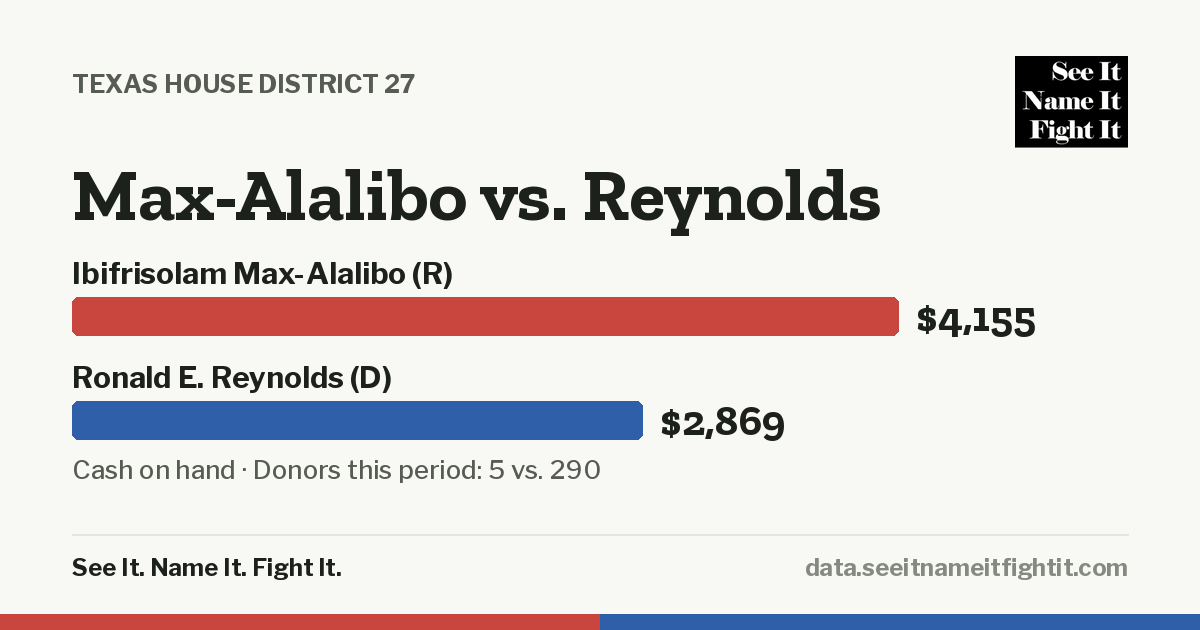 TEXAS HOUSE DISTRICT 27
See It
Name It
Fight It
Max-Alalibo vs. Reynolds
Ibifrisolam Max-Alalibo (R)
$4,155
Ronald E. Reynolds (D)
$2,869
Cash on hand · Donors this period: 5 vs. 290
See It. Name It. Fight It.
data.seeitnameitfightit.com